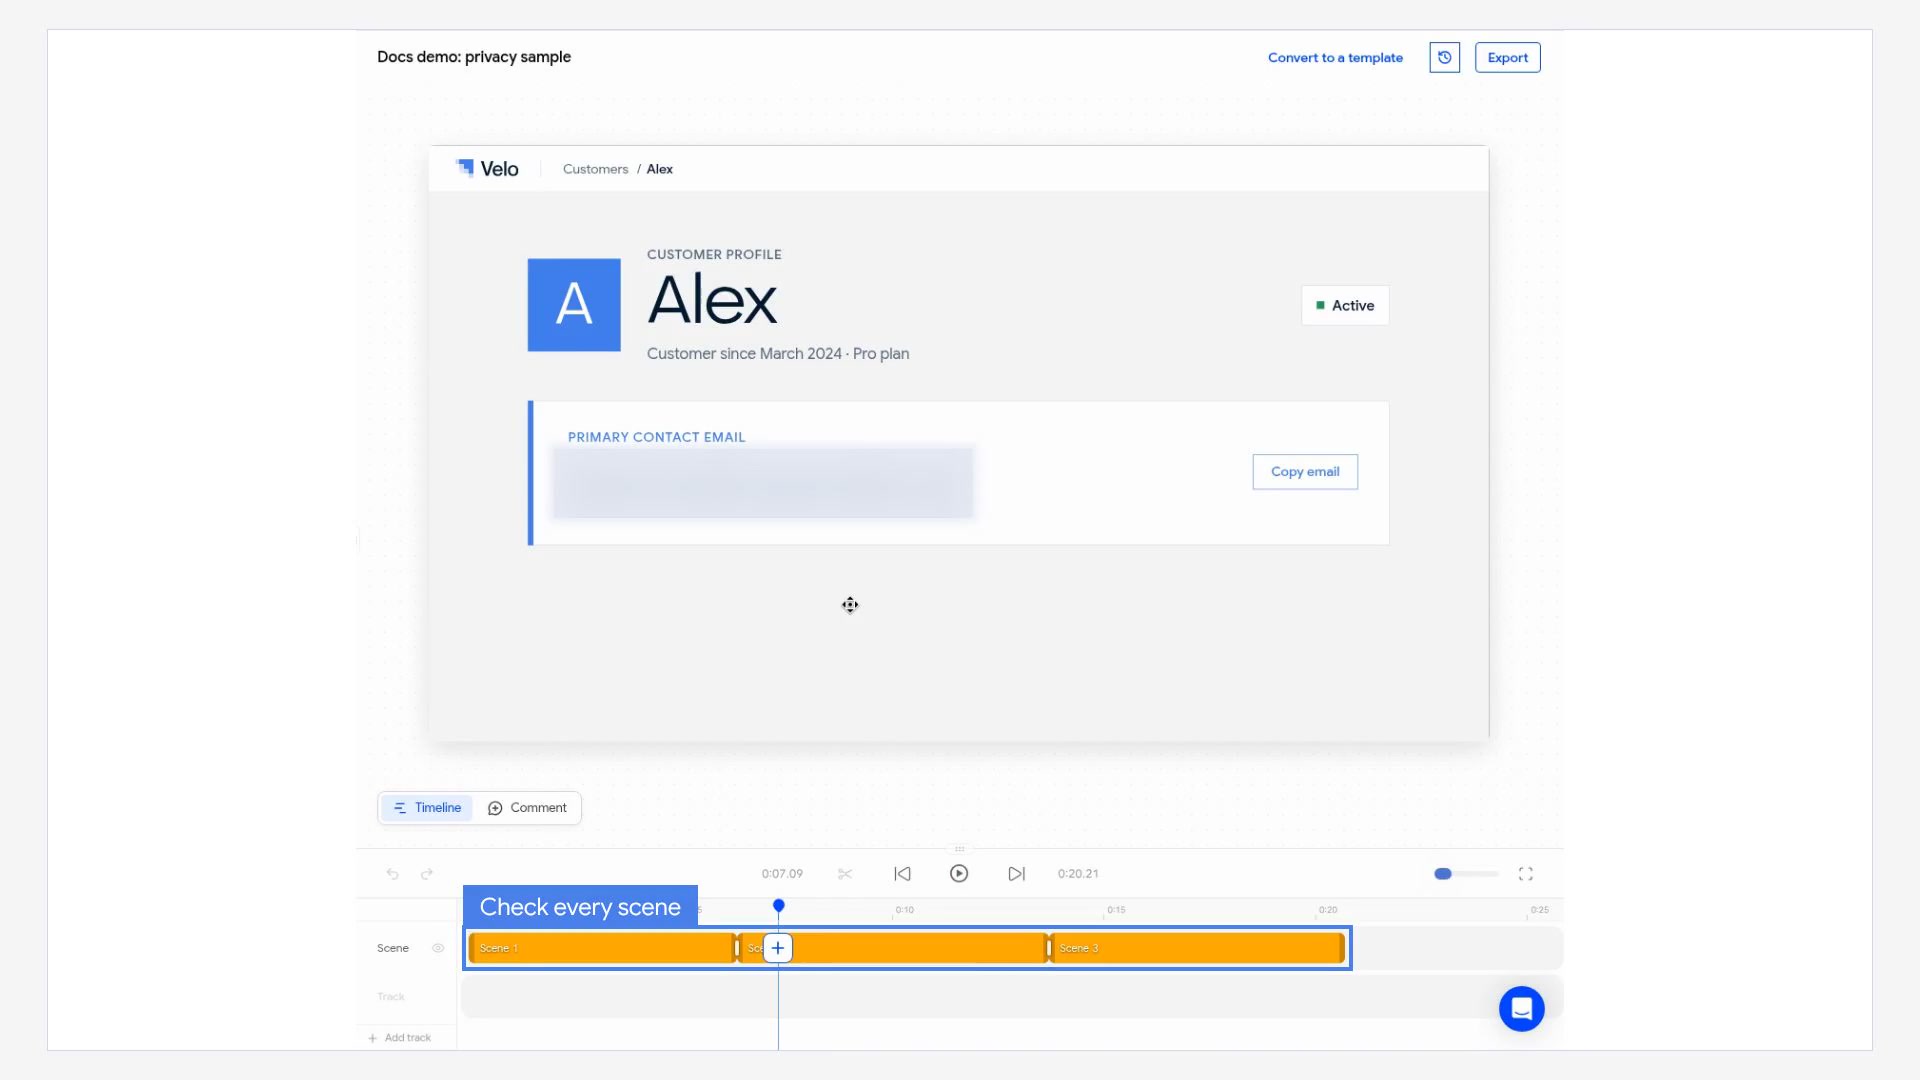 Docs demo: privacy sample
Convert to a template
Export
Velo
Customers / Alex
CUSTOMER PROFILE
A
Alex
Customer since March 2024 · Pro plan
Active
PRIMARY CONTACT EMAIL
Copy email
Timeline
Comment
0:07.09
0:20.21
Check every scene
0:10
0:15
0:20
0:25
Scene
Scene 1
Scene 3
Track
Add track